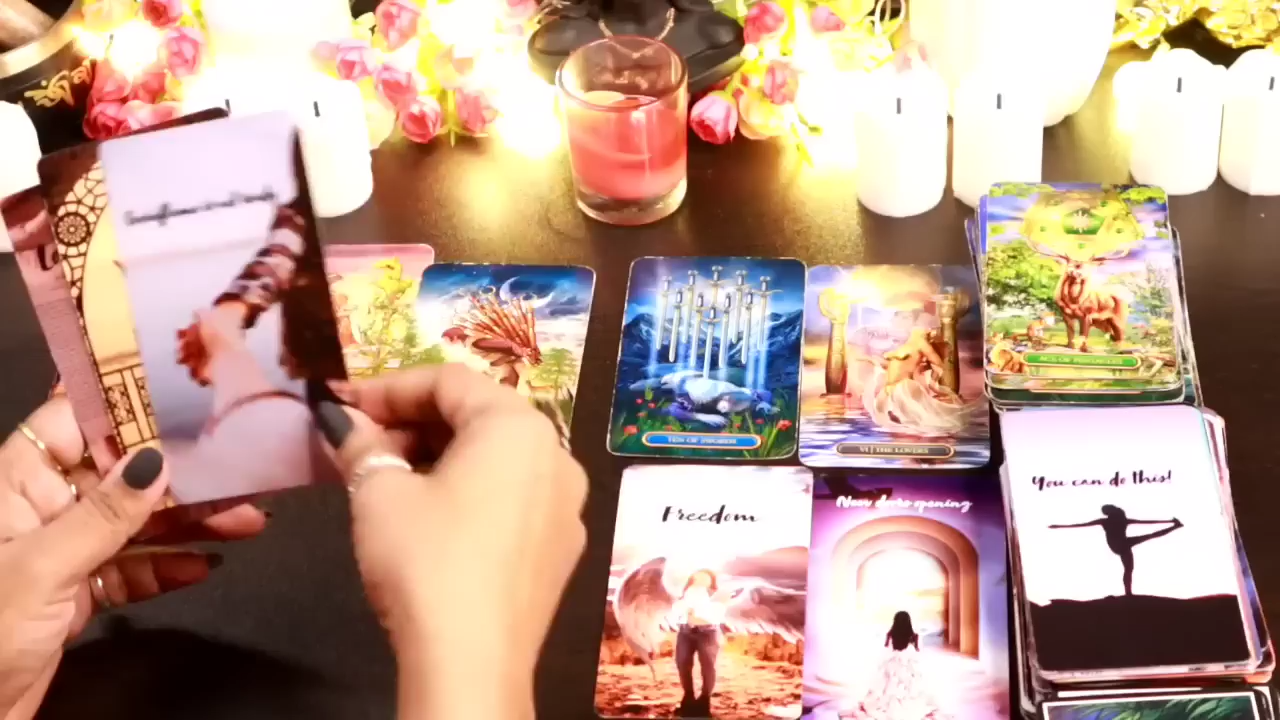 TEN OF SWORDS
VI | THE LOVERS
ACE OF PENTACLES
Freedom
New doors opening
You can do this!